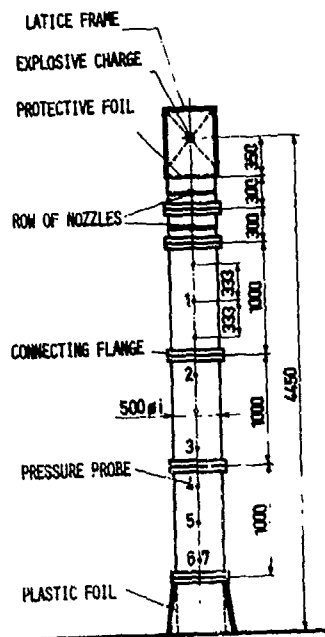 LATICE FRAME
EXPLOSIVE CHARGE
PROTECTIVE FOIL
350
300
ROW OF NOZZLES
300
333
1
333
1000
CONNECTING FLANGE
2
4450
500 øi
1000
3
PRESSURE PROBE
4
5
1000
6 7
PLASTIC FOIL